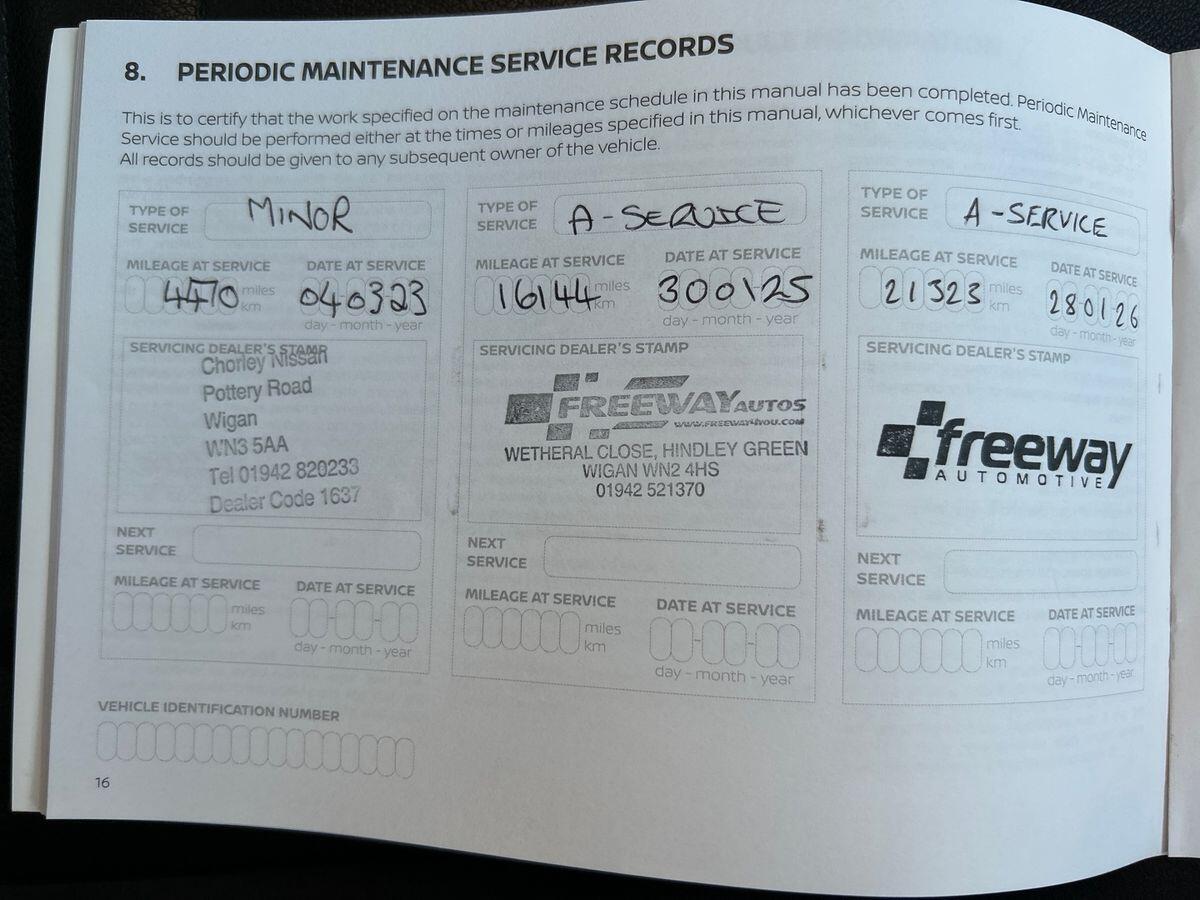 8. PERIODIC MAINTENANCE SERVICE RECORDS
This is to certify that the work specified on the maintenance schedule in this manual has been completed. Periodic Maintenance
Service should be performed either at the times or mileages specified in this manual, whichever comes first.
All records should be given to any subsequent owner of the vehicle.
TYPE OF
SERVICE
MINOR
MILEAGE AT SERVICE
DATE AT SERVICE
4470
miles
km
040323
day - month - year
SERVICING DEALER'S STAMP
Chorley Nissan
Pottery Road
Wigan
WN3 5AA
Tel 01942 820233
Dealer Code 1637
NEXT
SERVICE
MILEAGE AT SERVICE
DATE AT SERVICE
miles
km
day - month - year
TYPE OF
SERVICE
A-SERVICE
MILEAGE AT SERVICE
DATE AT SERVICE
16144
miles
km
300125
day - month - year
SERVICING DEALER'S STAMP
FREEWAY AUTOS
WWW.FREEWAY4YOU.COM
WETHERAL CLOSE, HINDLEY GREEN
WIGAN WN2 4HS
01942 521370
NEXT
SERVICE
MILEAGE AT SERVICE
DATE AT SERVICE
miles
km
day - month - year
TYPE OF
SERVICE
A-SERVICE
MILEAGE AT SERVICE
DATE AT SERVICE
21323
miles
km
280126
day - month - year
SERVICING DEALER'S STAMP
freeway
AUTOMOTIVE
NEXT
SERVICE
MILEAGE AT SERVICE
DATE AT SERVICE
miles
km
day - month - year
VEHICLE IDENTIFICATION NUMBER
16